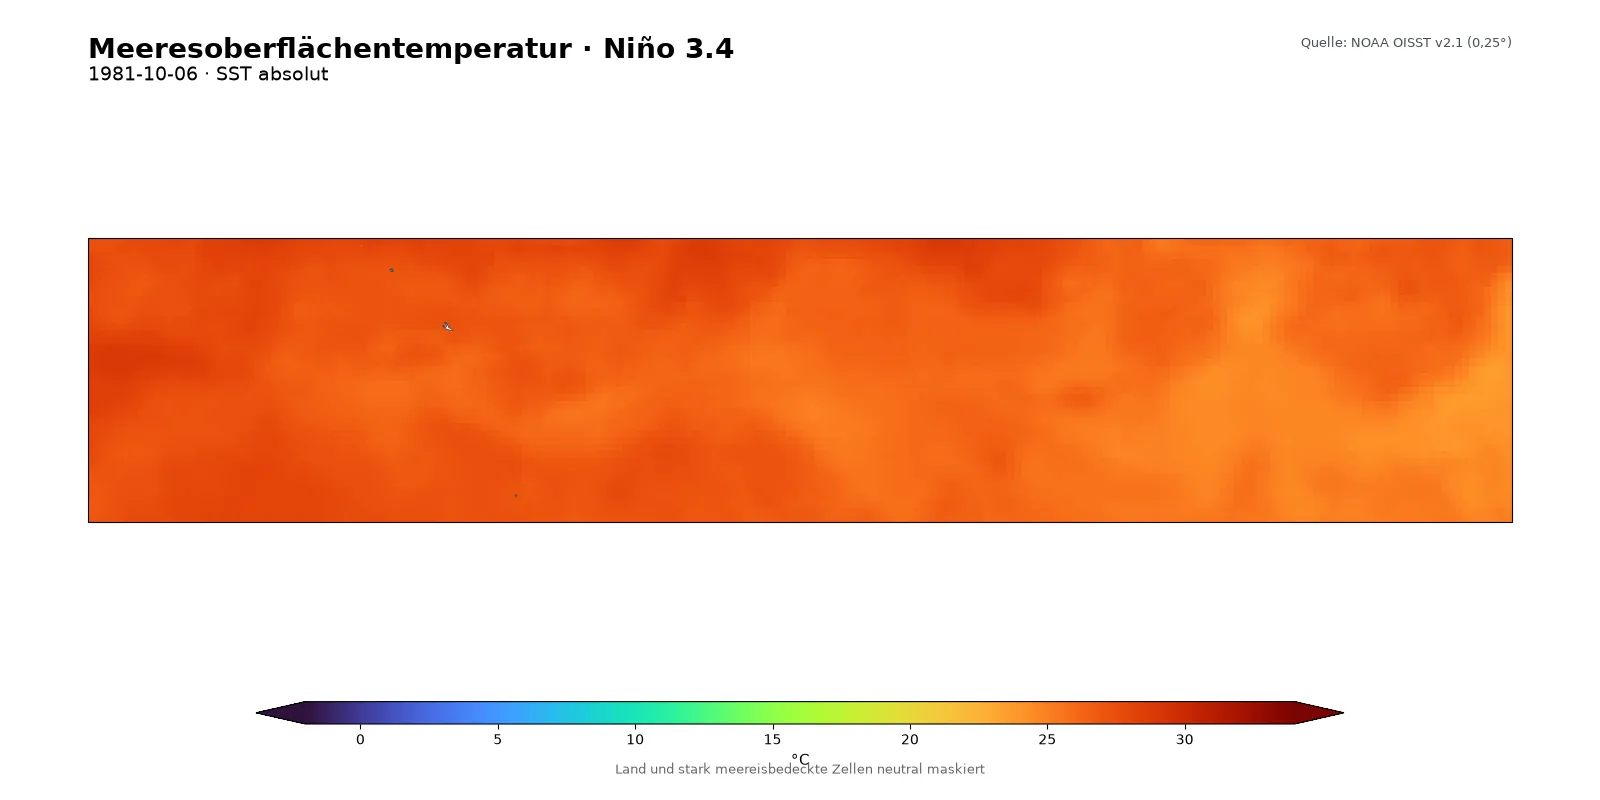 Meeresoberflächentemperatur · Niño 3.4
1981-10-06 · SST absolut
Quelle: NOAA OISST v2.1 (0,25°)
0 5 10 15 20 25 30
°C
Land und stark meereisbedeckte Zellen neutral maskiert